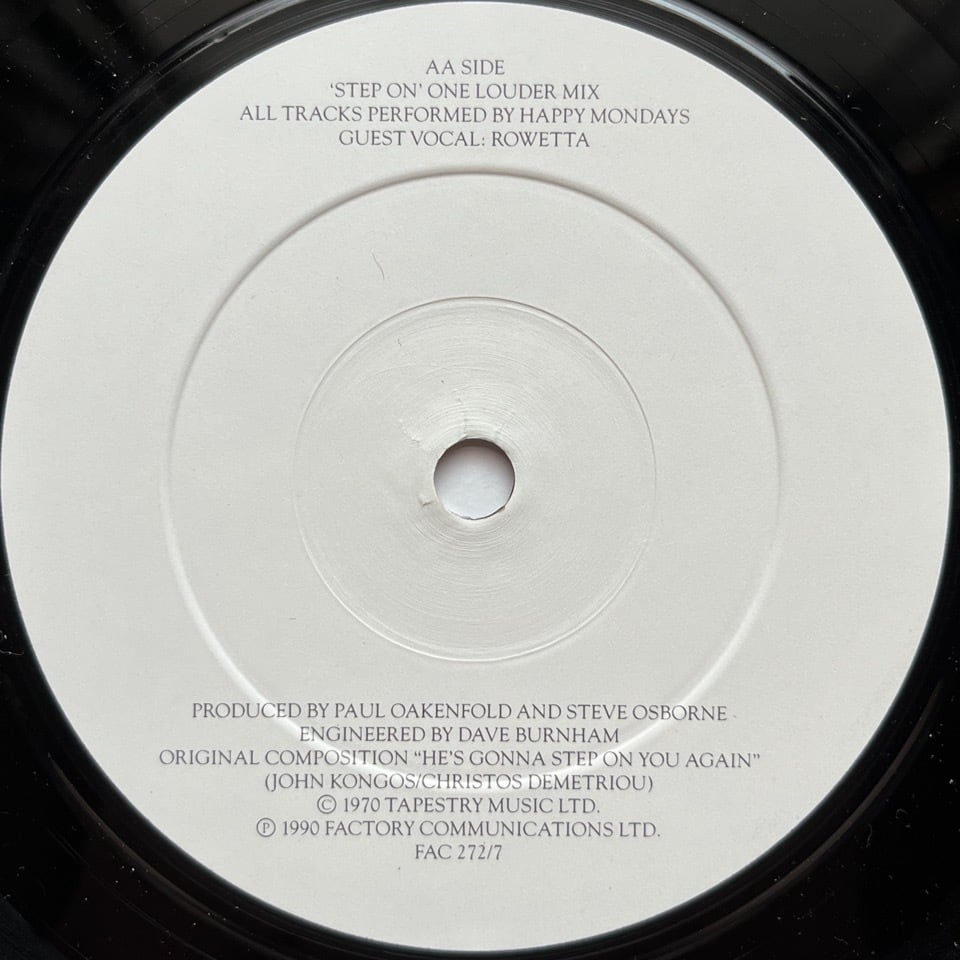 AA SIDE
‘STEP ON’ ONE LOUDER MIX
ALL TRACKS PERFORMED BY HAPPY MONDAYS
GUEST VOCAL: ROWETTA
PRODUCED BY PAUL OAKENFOLD AND STEVE OSBORNE
ENGINEERED BY DAVE BURNHAM
ORIGINAL COMPOSITION “HE’S GONNA STEP ON YOU AGAIN”
(JOHN KONGOS/CHRISTOS DEMETRIOU)
© 1970 TAPESTRY MUSIC LTD.
℗ 1990 FACTORY COMMUNICATIONS LTD.
FAC 272/7